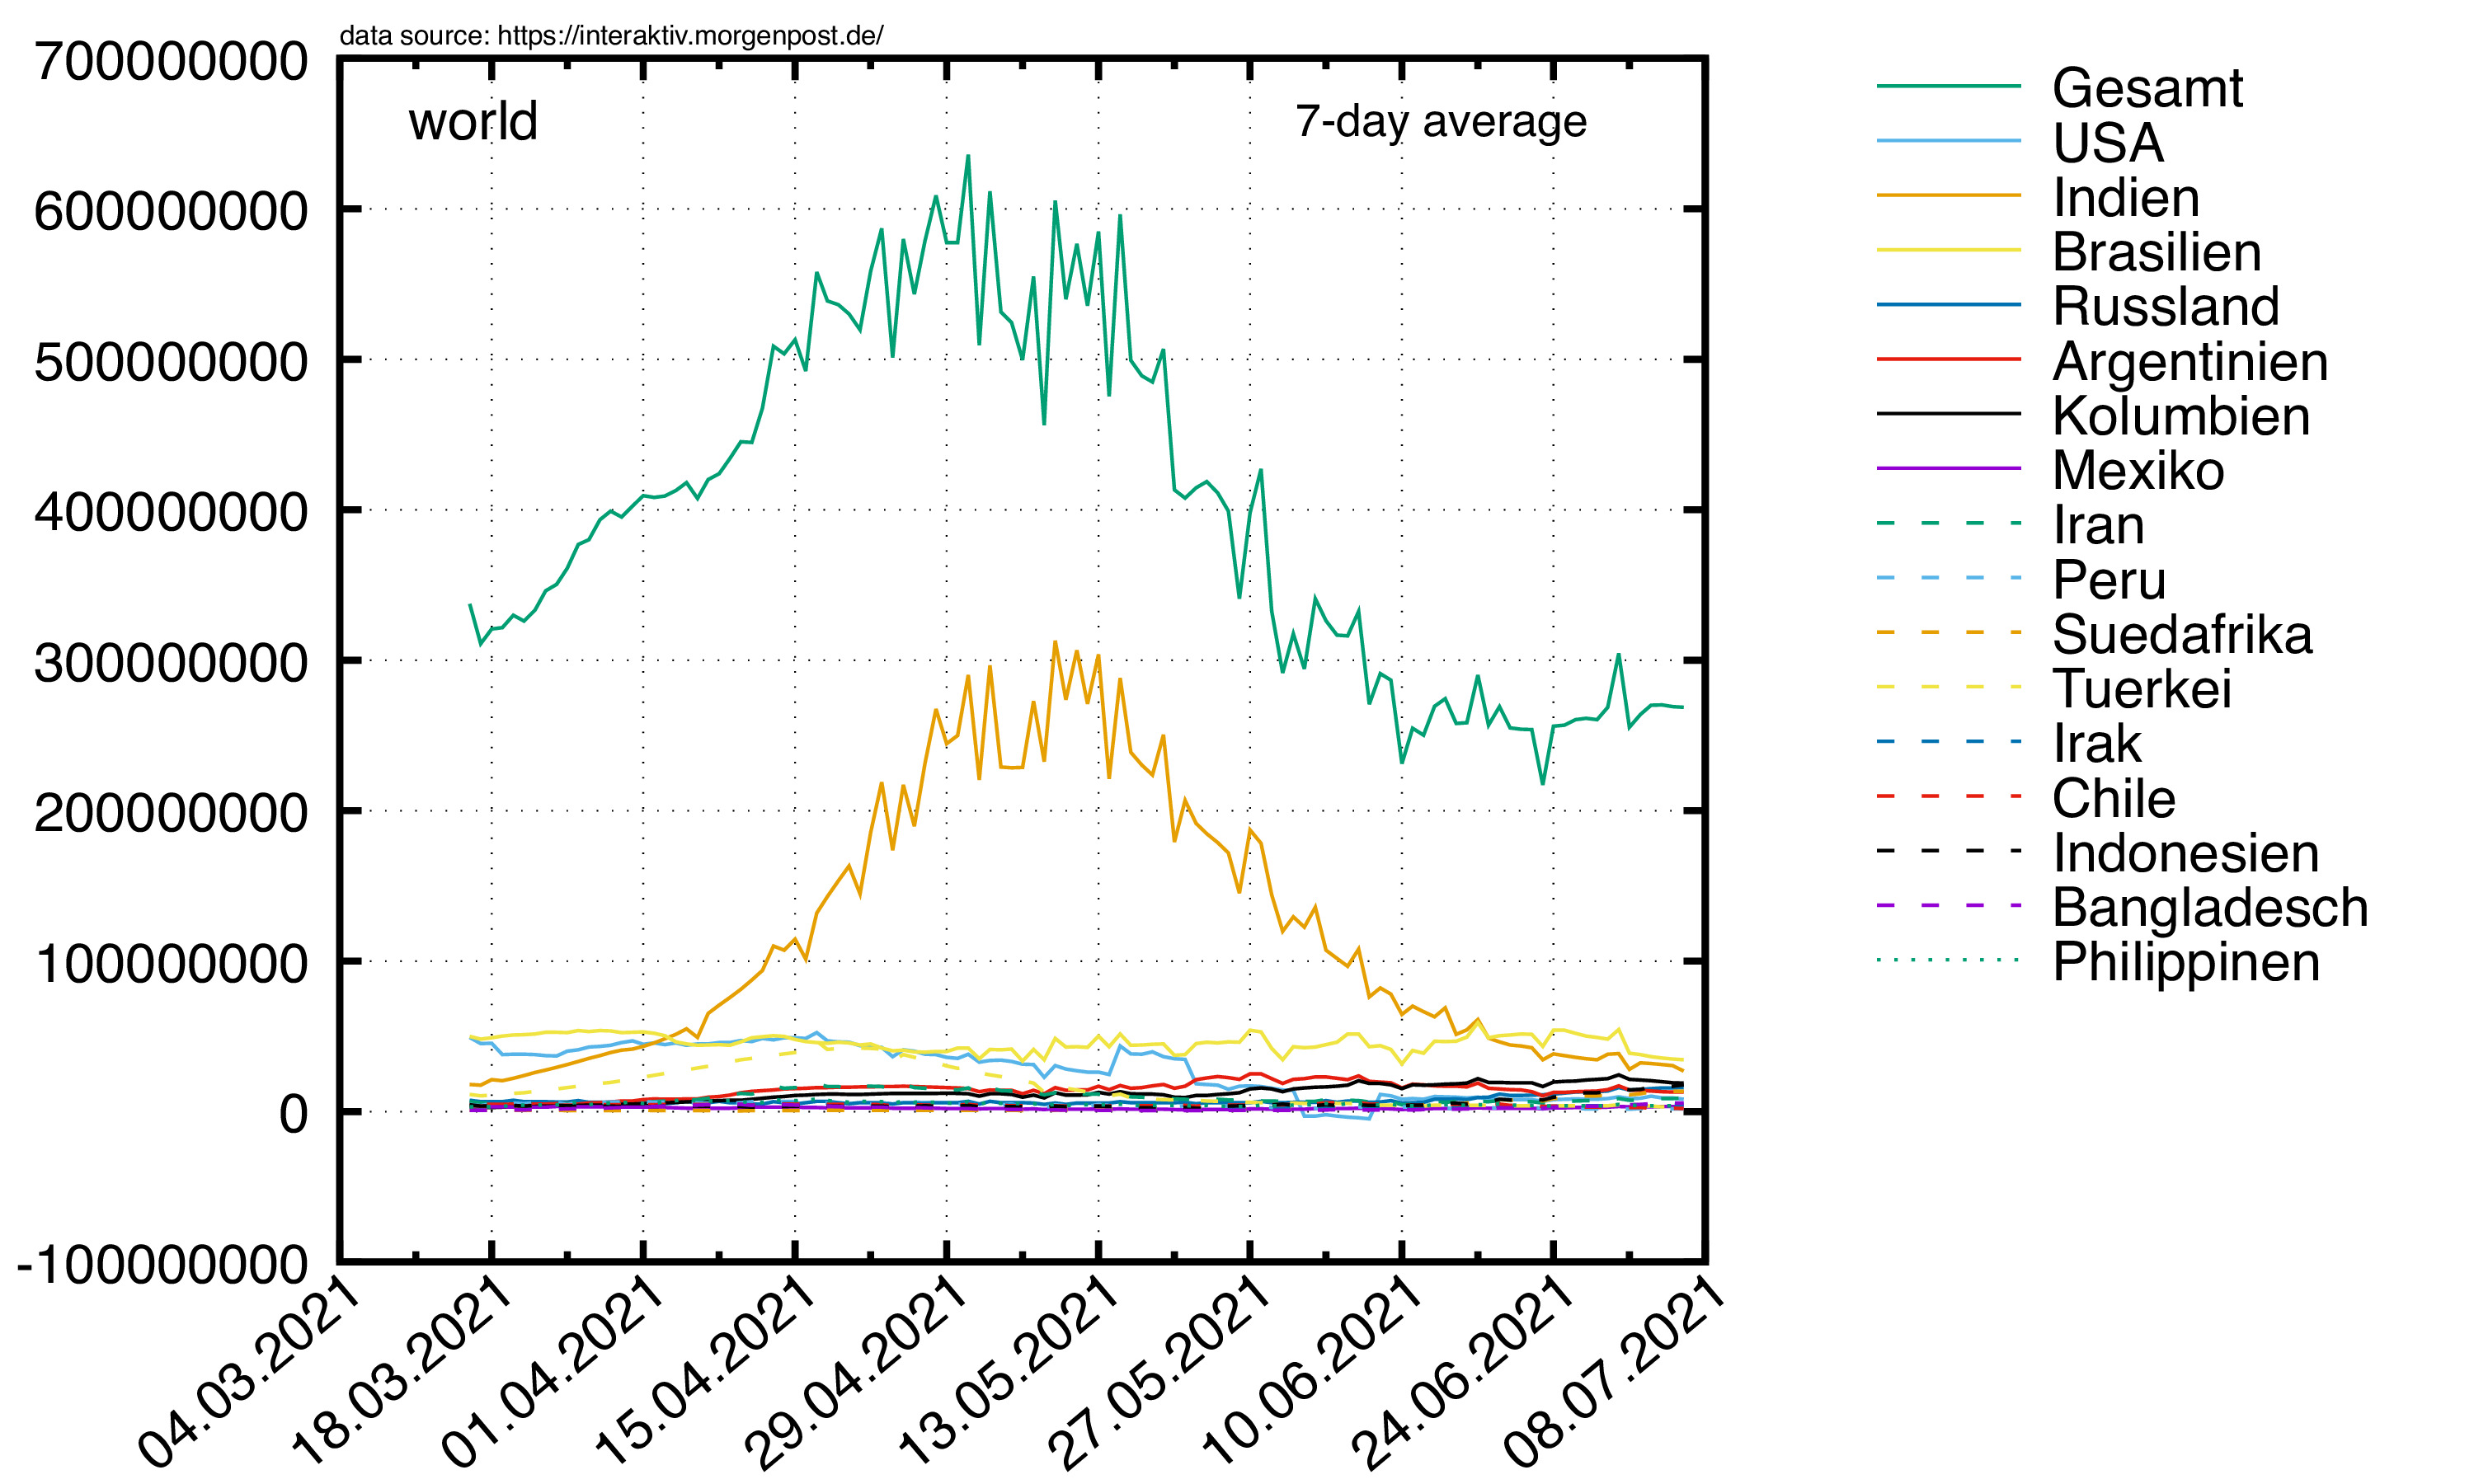 data source: https://interaktiv.morgenpost.de/
world
7-day average
700000000
600000000
500000000
400000000
300000000
200000000
100000000
0
-100000000
04.03.2021
18.03.2021
01.04.2021
15.04.2021
29.04.2021
13.05.2021
27.05.2021
10.06.2021
24.06.2021
08.07.2021
Gesamt
USA
Indien
Brasilien
Russland
Argentinien
Kolumbien
Mexiko
Iran
Peru
Suedafrika
Tuerkei
Irak
Chile
Indonesien
Bangladesch
Philippinen